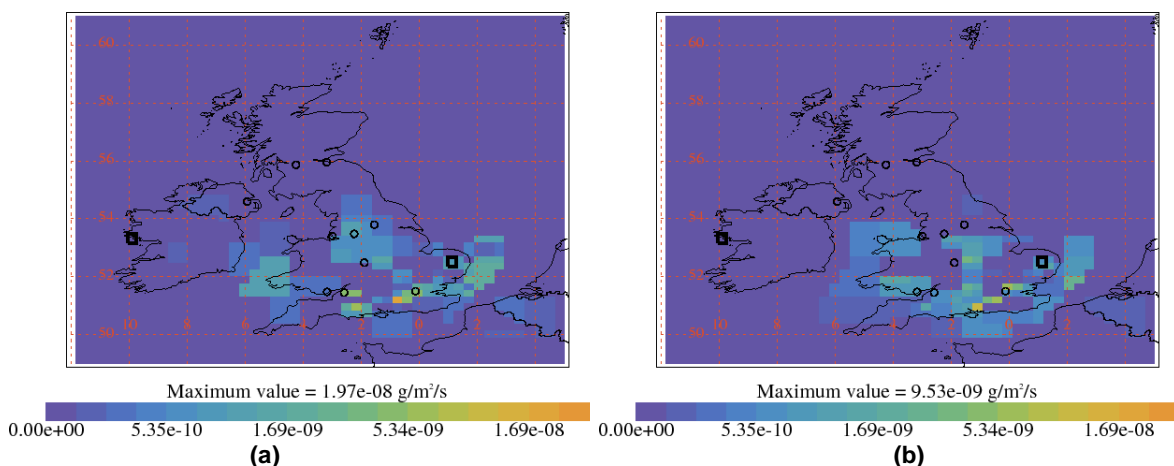 60 60
58 58
56 56
54 54
52 52
50 50
10 8 6 4 2 0 2 10 8 6 4 2 0 2
Maximum value = 1.97e-08 g/m²/s Maximum value = 9.53e-09 g/m²/s
0.00e+00 5.35e-10 1.69e-09 5.34e-09 1.69e-08 0.00e+00 5.35e-10 1.69e-09 5.34e-09 1.69e-08
(a) (b)